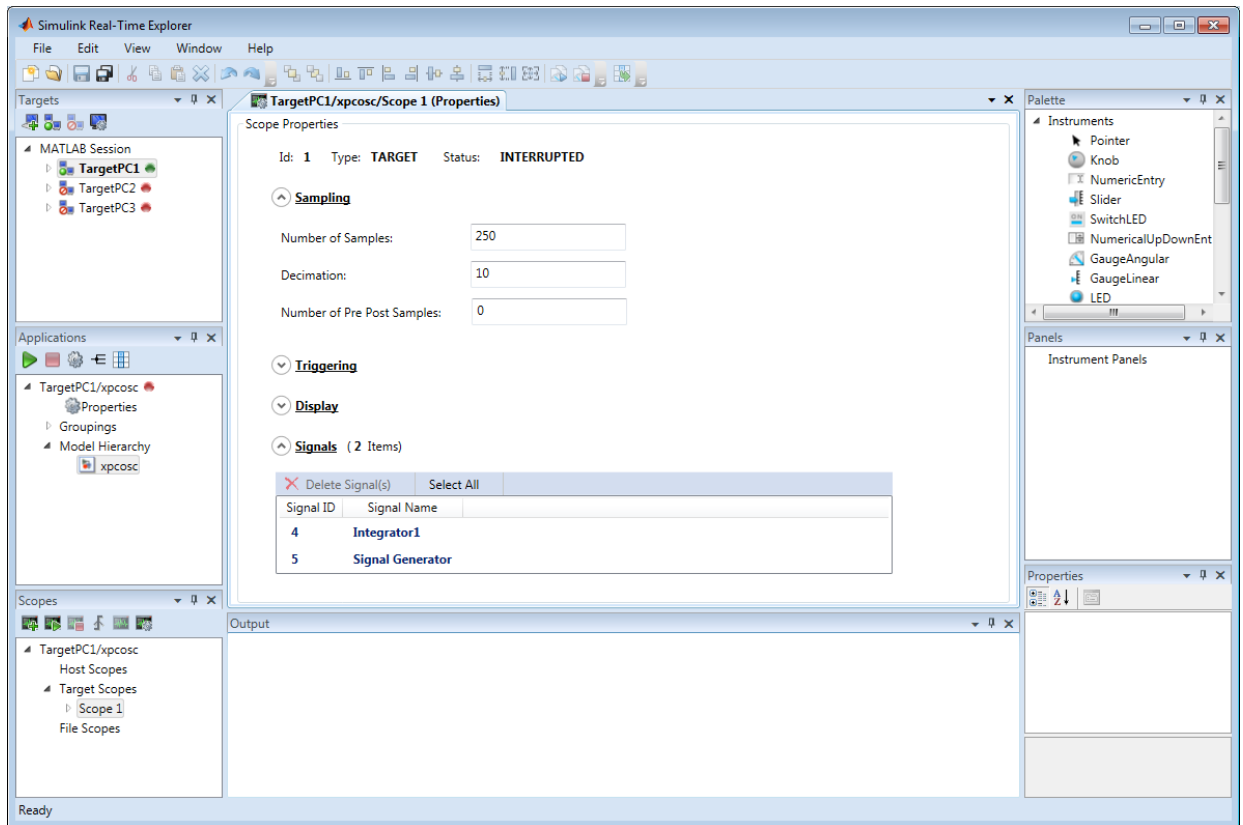 Simulink Real-Time Explorer
File Edit View Window Help
Targets
MATLAB Session
TargetPC1
TargetPC2
TargetPC3
Applications
TargetPC1/xpcosc
Properties
Groupings
Model Hierarchy
xpcosc
Scopes
TargetPC1/xpcosc
Host Scopes
Target Scopes
Scope 1
File Scopes
TargetPC1/xpcosc/Scope 1 (Properties)
Scope Properties
Id: 1 Type: TARGET Status: INTERRUPTED
Sampling
Number of Samples: 250
Decimation: 10
Number of Pre Post Samples: 0
Triggering
Display
Signals ( 2 Items)
Delete Signal(s) Select All
Signal ID Signal Name
4 Integrator1
5 Signal Generator
Output
Palette
Instruments
Pointer
Knob
NumericEntry
Slider
SwitchLED
NumericalUpDownEnt
GaugeAngular
GaugeLinear
LED
Panels
Instrument Panels
Properties
Ready